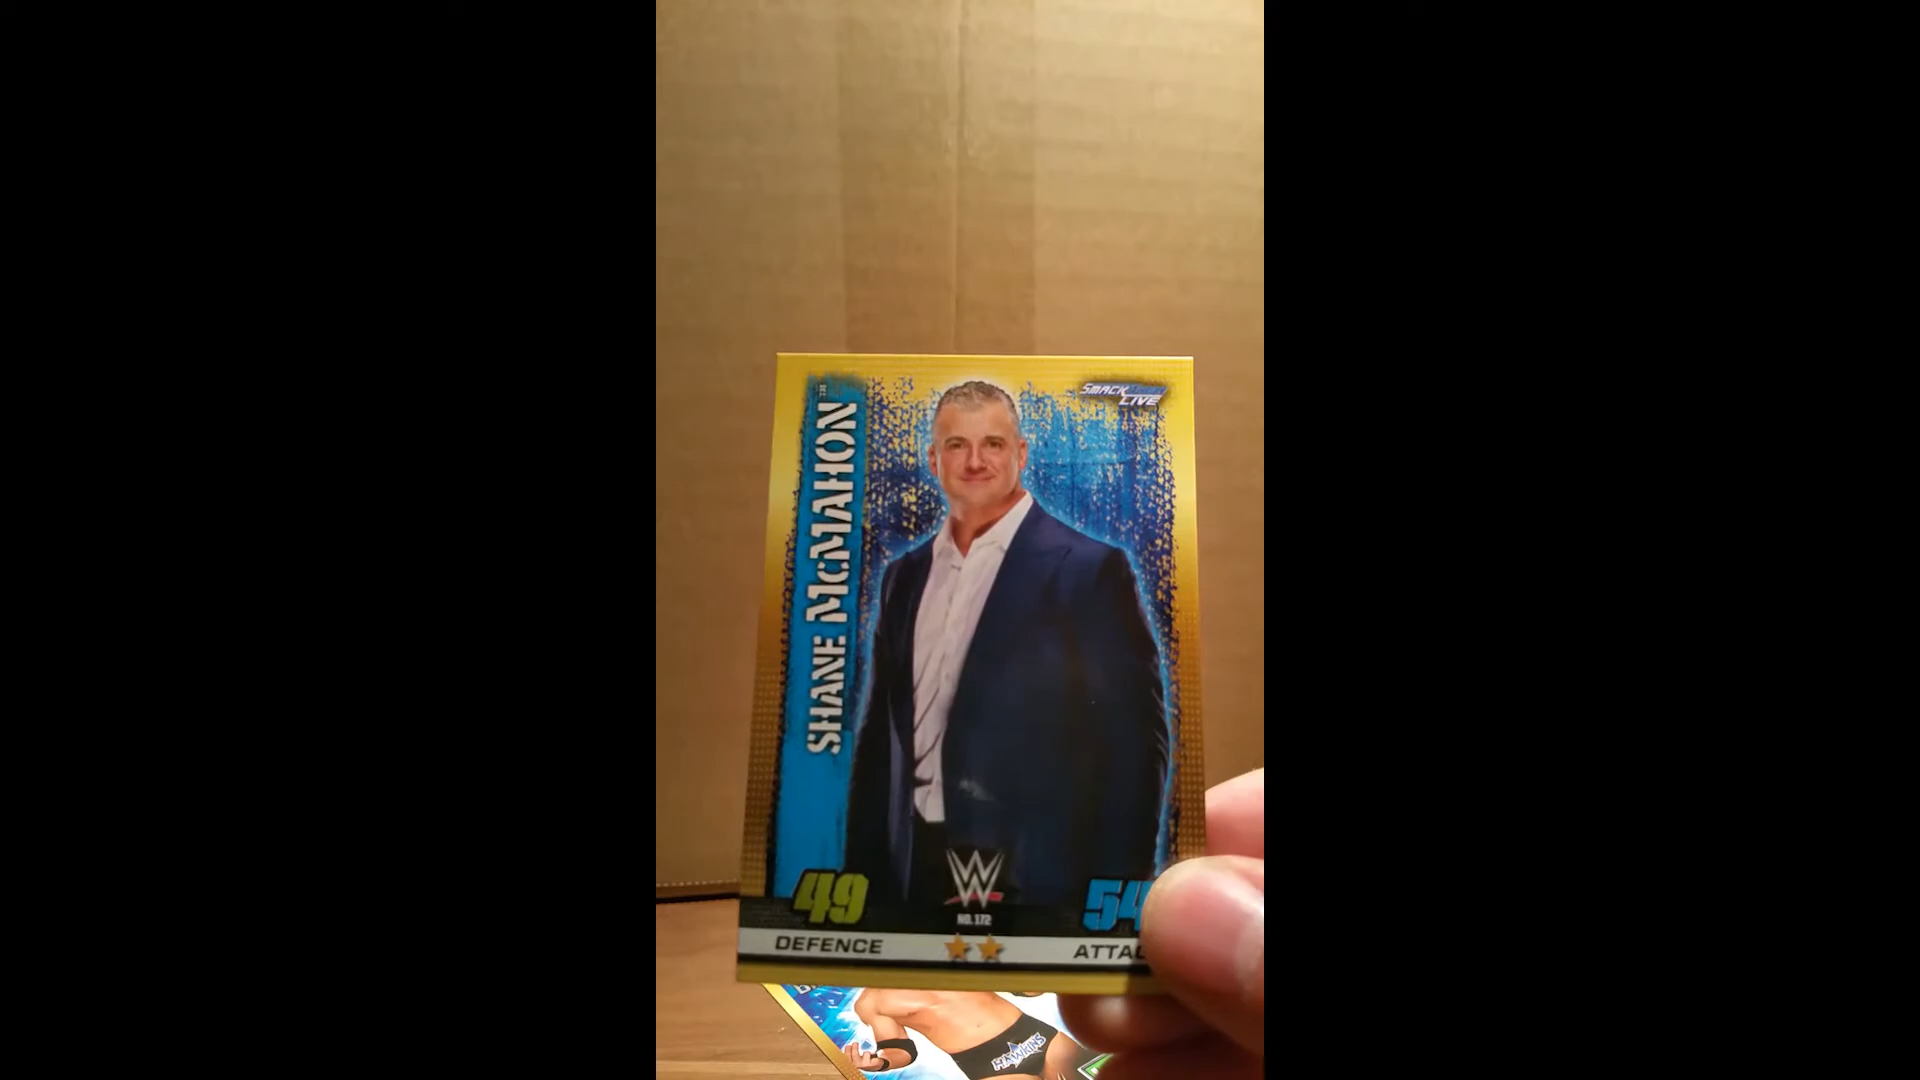 SMACKDOWN
LIVE
SHANE McMAHON
49
54
NO. 172
DEFENCE
ATTAC
HAWKINS